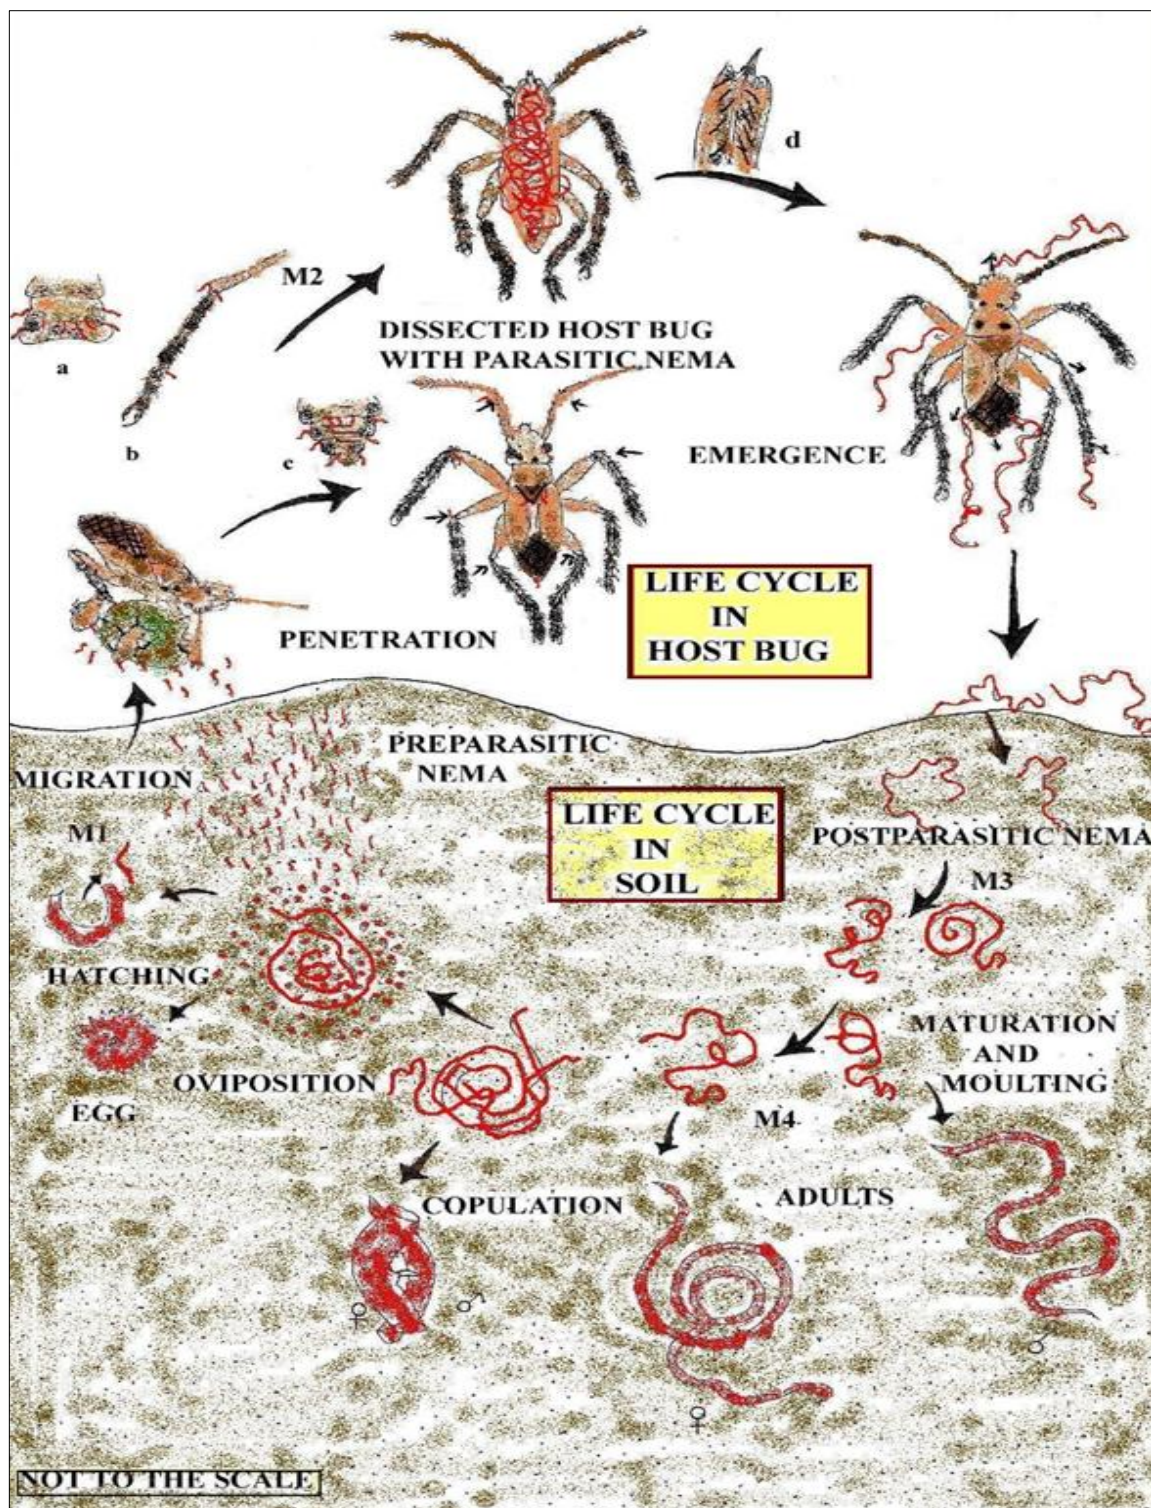 d
M2
a
DISSECTED HOST BUG
WITH PARASITIC NEMA
b
c
EMERGENCE
LIFE CYCLE
IN
HOST BUG
PENETRATION
PREPARASITIC
NEMA
MIGRATION
LIFE CYCLE
IN
SOIL
POSTPARASITIC NEMA
M1
M3
HATCHING
MATURATION
AND
MOULTING
OVIPOSITION
EGG
M4
COPULATION
ADULTS
♀
♂
♂
♀
NOT TO THE SCALE